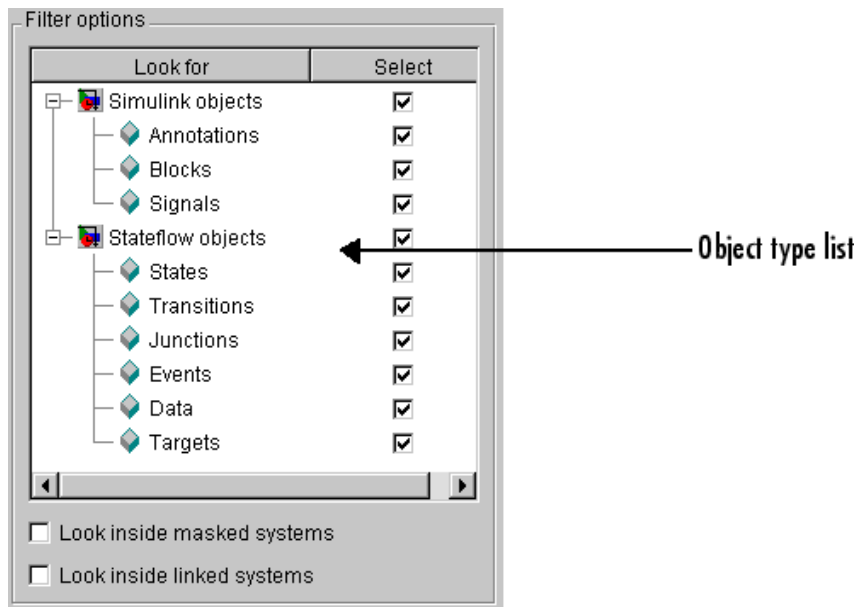 Filter options
Look for Select
Simulink objects
Annotations
Blocks
Signals
Stateflow objects
Object type list
States
Transitions
Junctions
Events
Data
Targets
Look inside masked systems
Look inside linked systems